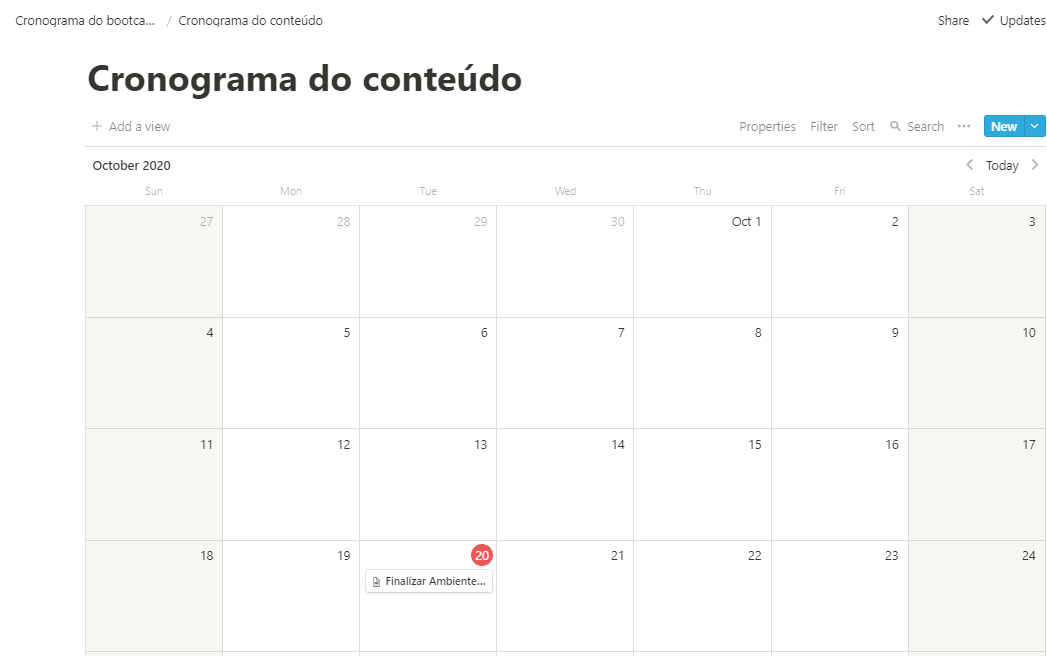 Cronograma do bootca... / Cronograma do conteúdo Share Updates
Cronograma do conteúdo
Add a view Properties Filter Sort Search ··· New
October 2020 Today
Sun Mon Tue Wed Thu Fri Sat
27 28 29 30 Oct 1 2 3
4 5 6 7 8 9 10
11 12 13 14 15 16 17
18 19 20 21 22 23 24
Finalizar Ambiente...